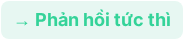 → Phản hồi tức thì